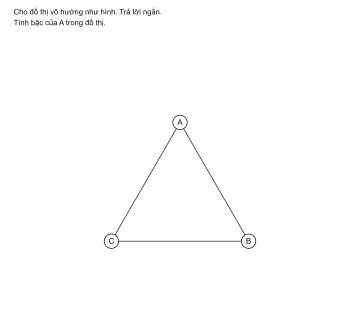 Cho đồ thị vô hướng như hình. Trả lời ngắn.
Tính bậc của A trong đồ thị.
A
C
B